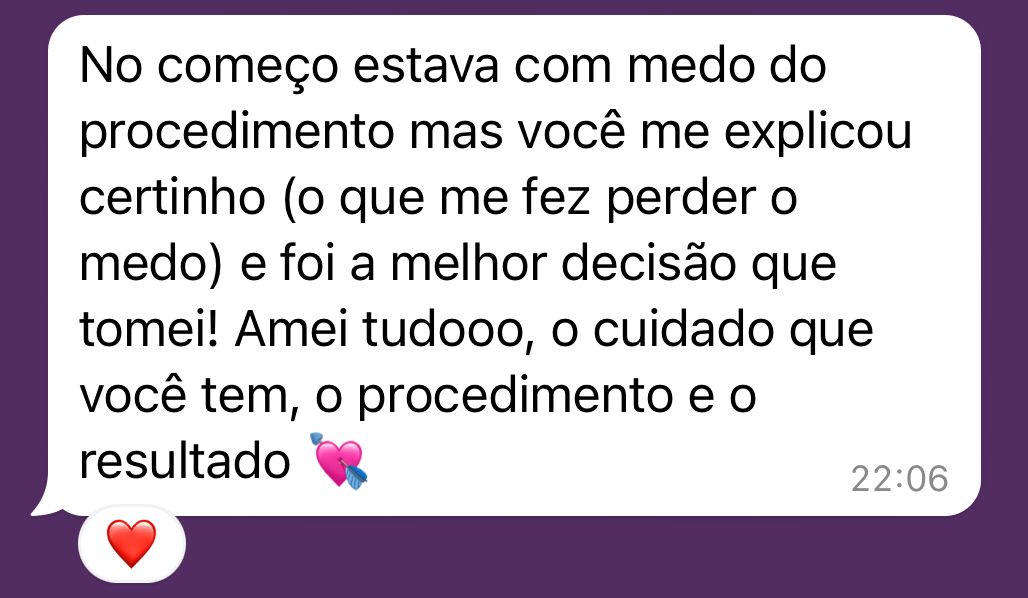 No começo estava com medo do
procedimento mas você me explicou
certinho (o que me fez perder o
medo) e foi a melhor decisão que
tomei! Amei tudooo, o cuidado que
você tem, o procedimento e o
resultado 💘
22:06
❤️